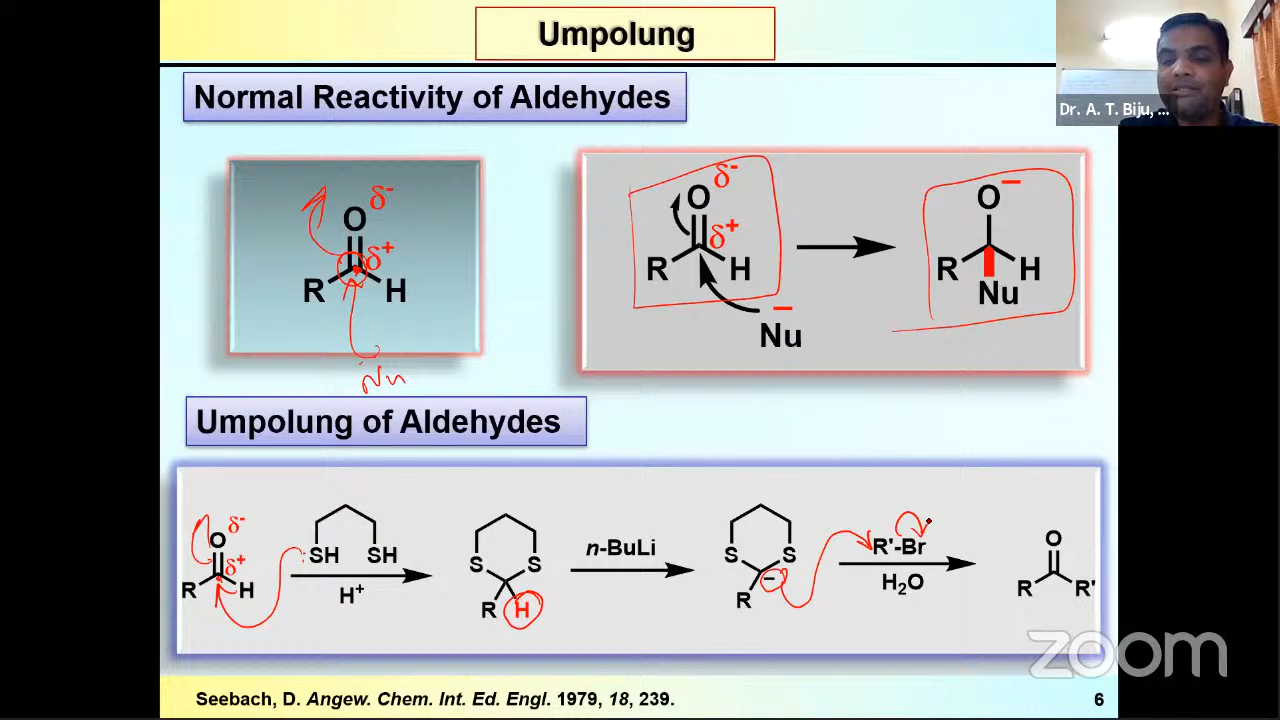 Umpolung
Dr. A. T. Biju, ...
Normal Reactivity of Aldehydes
O δ-
δ+
R H
Nu
O δ-
δ+
R H
−
Nu
O −
R H
Nu
Umpolung of Aldehydes
O δ-
δ+
R H
SH SH
H+
S S
R H
n-BuLi
S S
−
R
R'-Br
H2O
O
R R'
zoom
Seebach, D. Angew. Chem. Int. Ed. Engl. 1979, 18, 239.
6